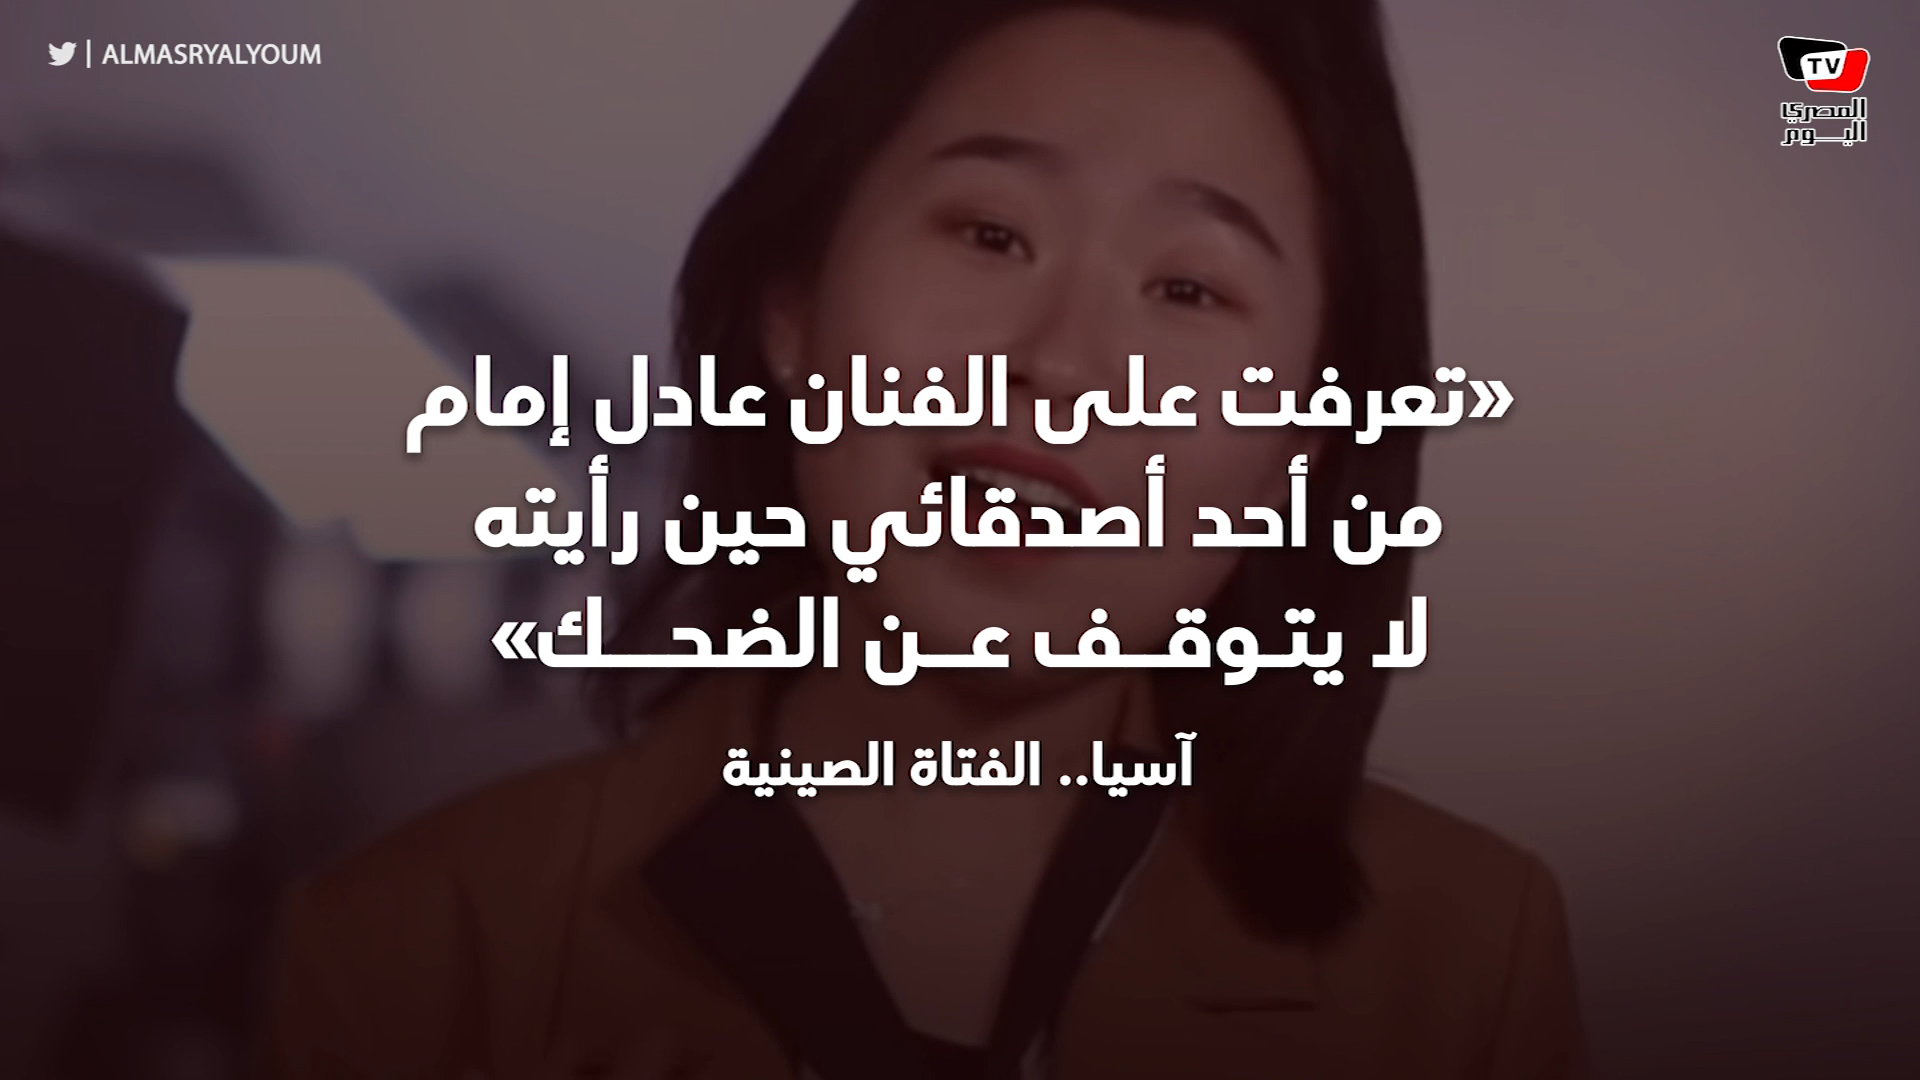 | ALMASRYALYOUM
TV
المصري
اليوم
«تعرفت على الفنان عادل إمام
من أحد أصدقائي حين رأيته
لا يتوقف عن الضحك»
آسيا.. الفتاة الصينية